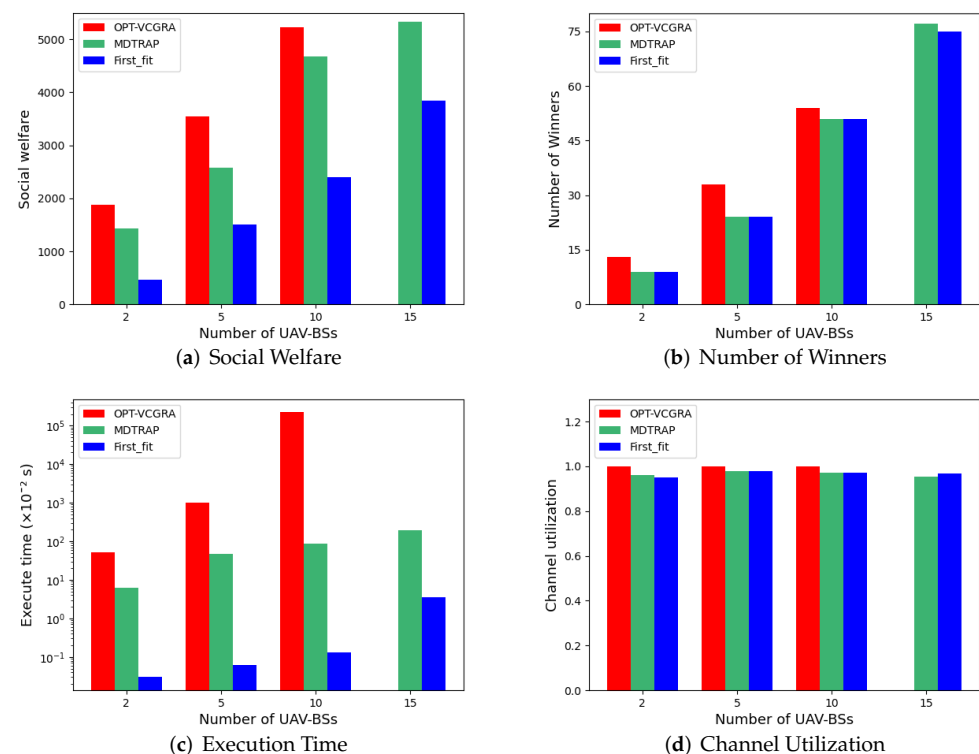 OPT-VCGRA
MDTRAP
First_fit
Social welfare
5000
4000
3000
2000
1000
0
2
5
10
15
Number of UAV-BSs
(a) Social Welfare
OPT-VCGRA
MDTRAP
First_fit
Number of Winners
75
60
45
30
15
0
2
5
10
15
Number of UAV-BSs
(b) Number of Winners
OPT-VCGRA
MDTRAP
First_fit
Execute time (×10⁻² s)
10⁵
10⁴
10³
10²
10¹
10⁰
10⁻¹
2
5
10
15
Number of UAV-BSs
(c) Execution Time
OPT-VCGRA
MDTRAP
First_fit
Channel utilization
1.2
1.0
0.8
0.6
0.4
0.2
0.0
2
5
10
15
Number of UAV-BSs
(d) Channel Utilization